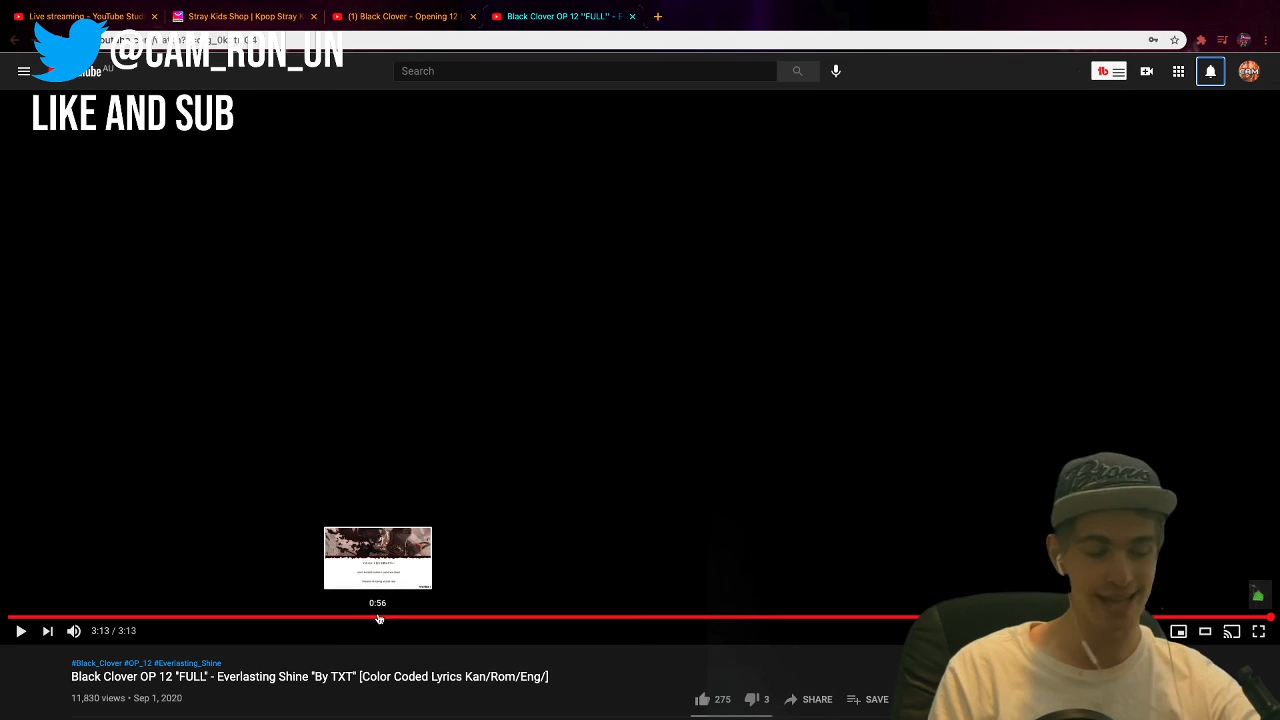 Live streaming - YouTube Stud
Stray Kids Shop | Kpop Stray K
(1) Black Clover - Opening 12
Black Clover OP 12 "FULL" - E
@CAM_RON_UN
AU
Search
LIKE AND SUB
Bronx
0:56
3:13 / 3:13
#Black_Clover #OP_12 #Everlasting_Shine
Black Clover OP 12 "FULL" - Everlasting Shine "By TXT" [Color Coded Lyrics Kan/Rom/Eng/]
11,830 views • Sep 1, 2020
275
3
SHARE
SAVE